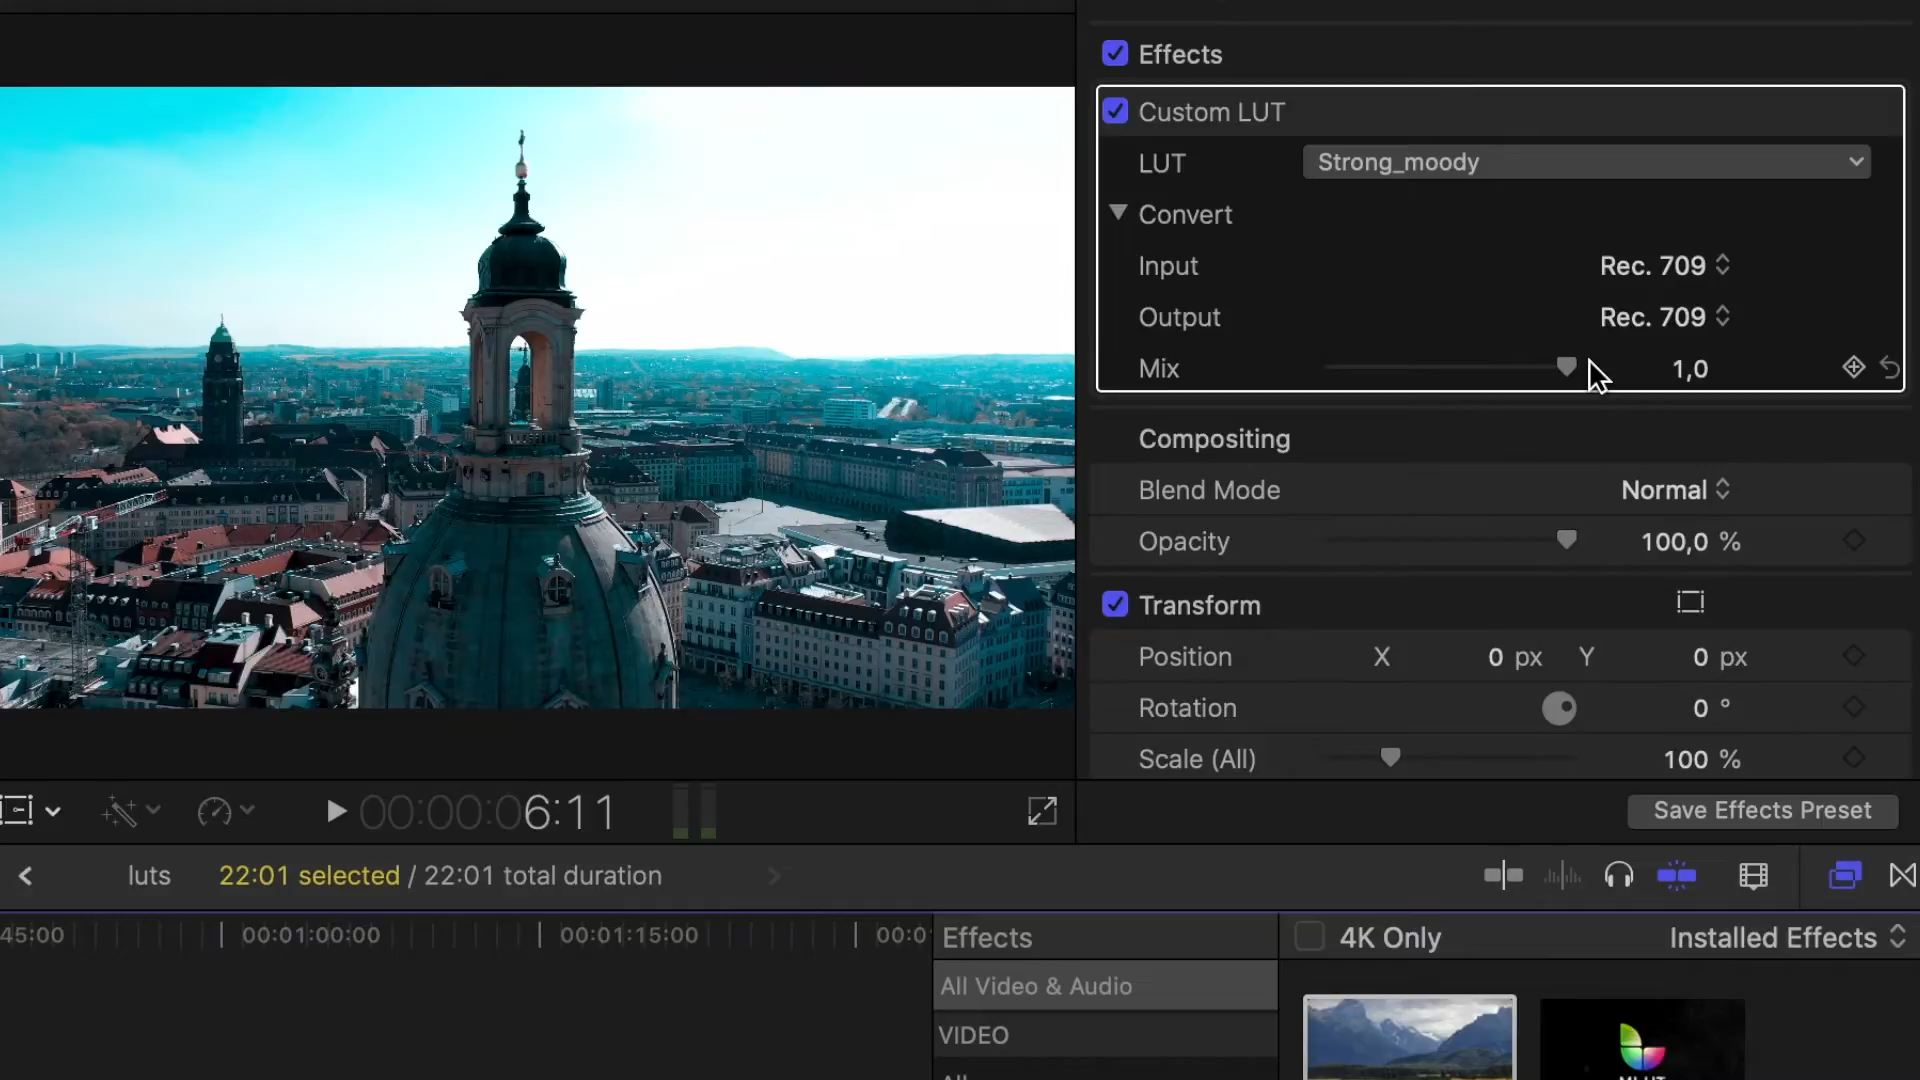 Effects
Custom LUT
LUT Strong_moody
Convert
Input Rec. 709
Output Rec. 709
Mix 1,0
Compositing
Blend Mode Normal
Opacity 100,0 %
Transform
Position X 0 px Y 0 px
Rotation 0 °
Scale (All) 100 %
00:00:06:11
Save Effects Preset
luts 22:01 selected / 22:01 total duration
45:00 00:01:00:00 00:01:15:00 00:0
Effects
4K Only Installed Effects
All Video & Audio
VIDEO